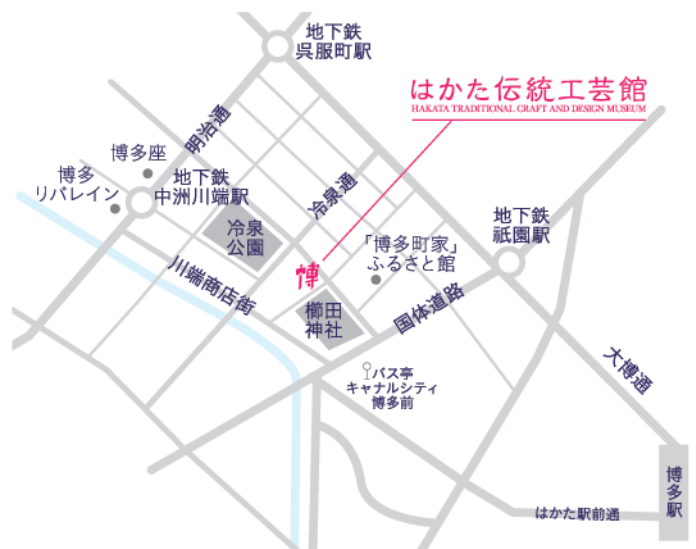 地下鉄
呉服町駅
はかた伝統工芸館
HAKATA TRADITIONAL CRAFT AND DESIGN MUSEUM
明治通
博多座
博多
リバレイン
地下鉄
中洲川端駅
冷泉通
冷泉
公園
地下鉄
祇園駅
「博多町家」
ふるさと館
川端商店街
博
櫛田
神社
国体道路
大博通
バス亭
キャナルシティ
博多前
博多駅
はかた駅前通